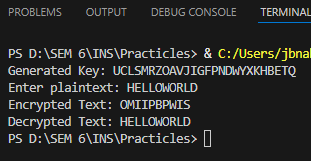 PROBLEMS OUTPUT DEBUG CONSOLE TERMINAL
PS D:\SEM 6\INS\Practicles> & C:/Users/jbna
Generated Key: UCLSMRZOAVJIGFPNDWYXKHBETQ
Enter plaintext: HELLOWORLD
Encrypted Text: OMIIPBPWIS
Decrypted Text: HELLOWORLD
PS D:\SEM 6\INS\Practicles>